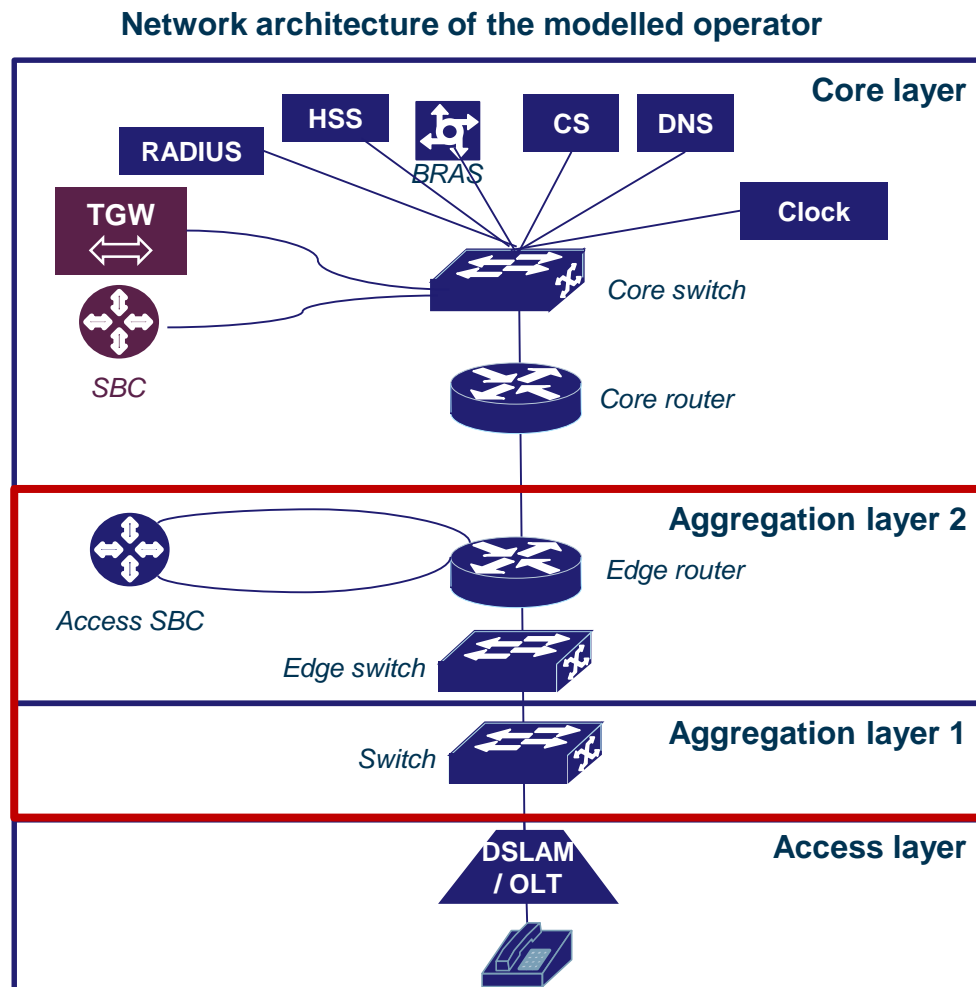 Network architecture of the modelled operator
Core layer
HSS
CS
DNS
RADIUS
BRAS
TGW
Clock
Core switch
SBC
Core router
Aggregation layer 2
Edge router
Access SBC
Edge switch
Aggregation layer 1
Switch
Access layer
DSLAM
/ OLT